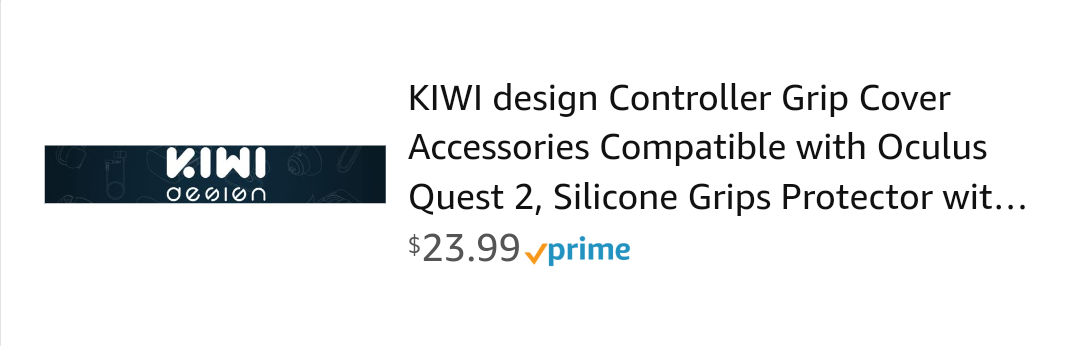 KIWI
design
KIWI design Controller Grip Cover
Accessories Compatible with Oculus
Quest 2, Silicone Grips Protector wit...
$23.99 prime